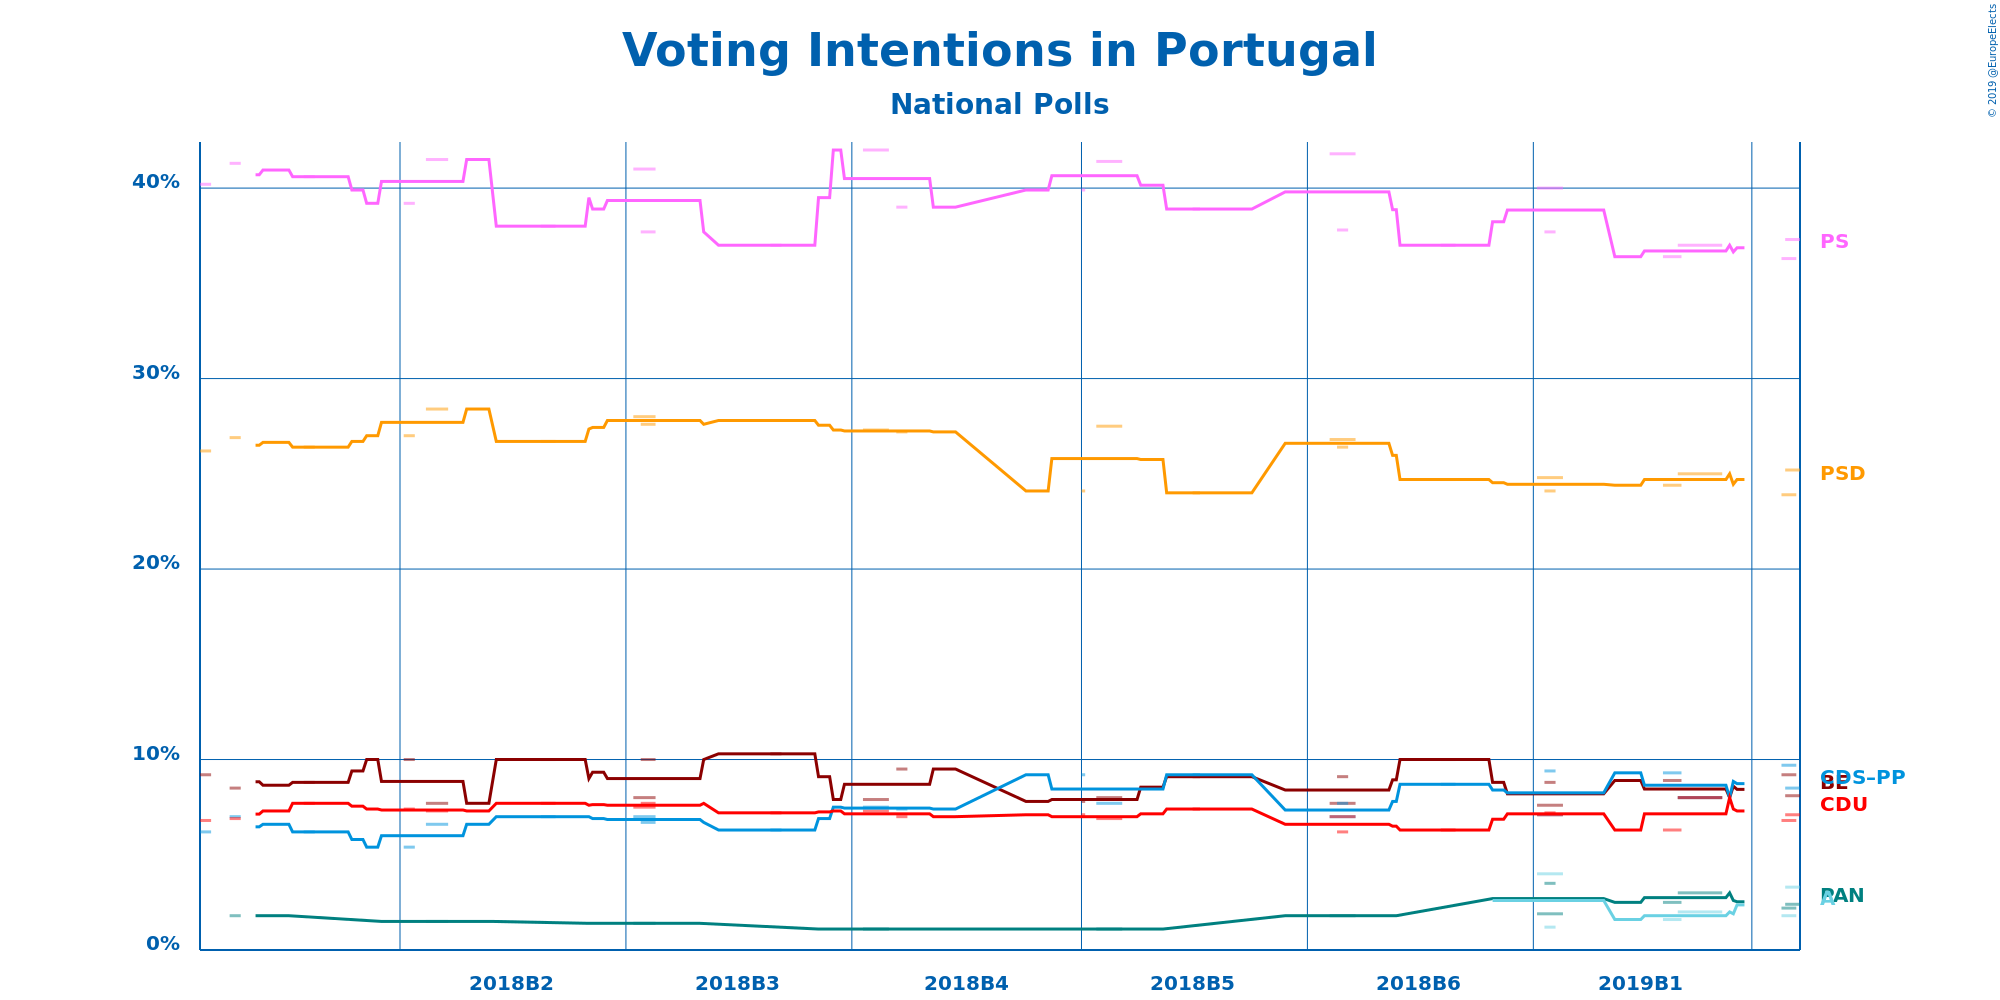 Voting Intentions in Portugal
National Polls
© 2019 @EuropeElects
40%
30%
20%
10%
0%
PS
PSD
CDS–PP
BE
CDU
PAN
A
2018B2
2018B3
2018B4
2018B5
2018B6
2019B1